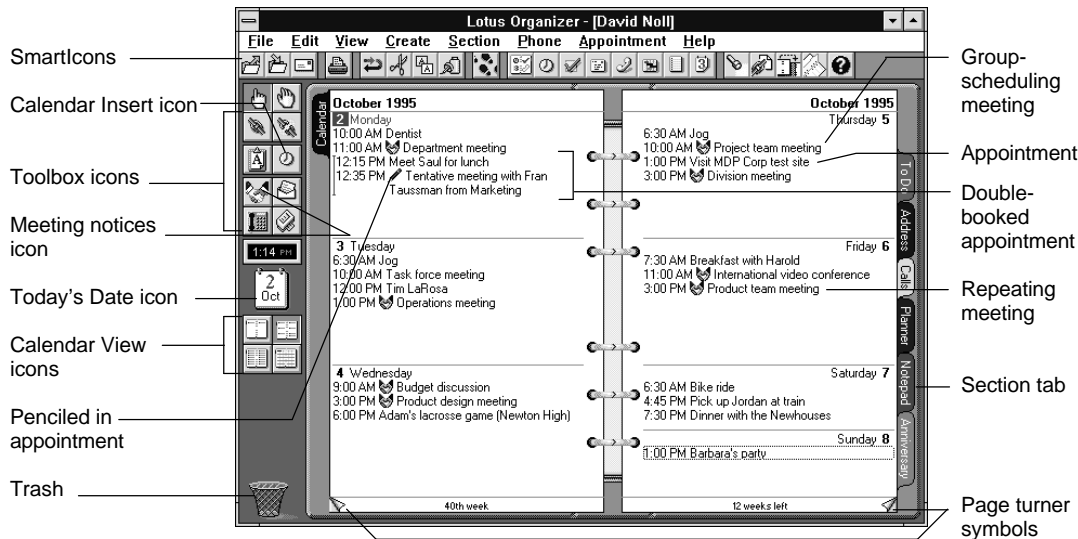 Lotus Organizer - [David Noll]
File Edit View Create Section Phone Appointment Help
SmartIcons
Calendar Insert icon
Toolbox icons
Meeting notices
icon
Today's Date icon
Calendar View
icons
Penciled in
appointment
Trash
1:14 PM
2
Oct
Calendar
October 1995
2 Monday
10:00 AM Dentist
11:00 AM Department meeting
12:15 PM Meet Saul for lunch
12:35 PM Tentative meeting with Fran
Taussman from Marketing
3 Tuesday
6:30 AM Jog
10:00 AM Task force meeting
12:00 PM Tim LaRosa
1:00 PM Operations meeting
4 Wednesday
9:00 AM Budget discussion
3:00 PM Product design meeting
6:00 PM Adam's lacrosse game (Newton High)
40th week
October 1995
Thursday 5
6:30 AM Jog
10:00 AM Project team meeting
1:00 PM Visit MDP Corp test site
3:00 PM Division meeting
Friday 6
7:30 AM Breakfast with Harold
11:00 AM International video conference
3:00 PM Product team meeting
Saturday 7
6:30 AM Bike ride
4:45 PM Pick up Jordan at train
7:30 PM Dinner with the Newhouses
Sunday 8
1:00 PM Barbara's party
12 weeks left
To Do
Address
Calls
Planner
Notepad
Anniversary
Group-
scheduling
meeting
Appointment
Double-
booked
appointment
Repeating
meeting
Section tab
Page turner
symbols